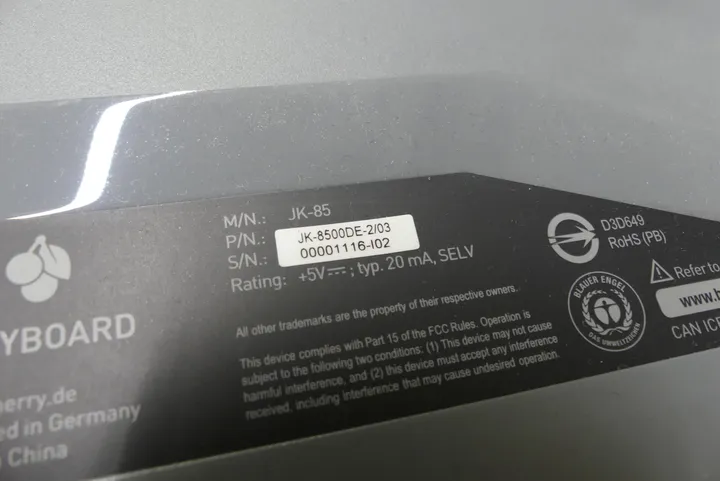 M/N.: JK-85
P/N.: JK-8500DE-2/03
S/N.: 00001116-I02
Rating: +5V⎓; typ. 20 mA, SELV
All other trademarks are the property of their respective owners.
This device complies with Part 15 of the FCC Rules. Operation is
subject to the following two conditions: (1) This device may not cause
harmful interference, and (2) this device must accept any interference
received, including interference that may cause undesired operation.
YBOARD
herry.de
ed in Germany
China
D3D649
RoHS (PB)
BLAUER ENGEL
DAS UMWELTZEICHEN
Refer to
www.
CAN ICE